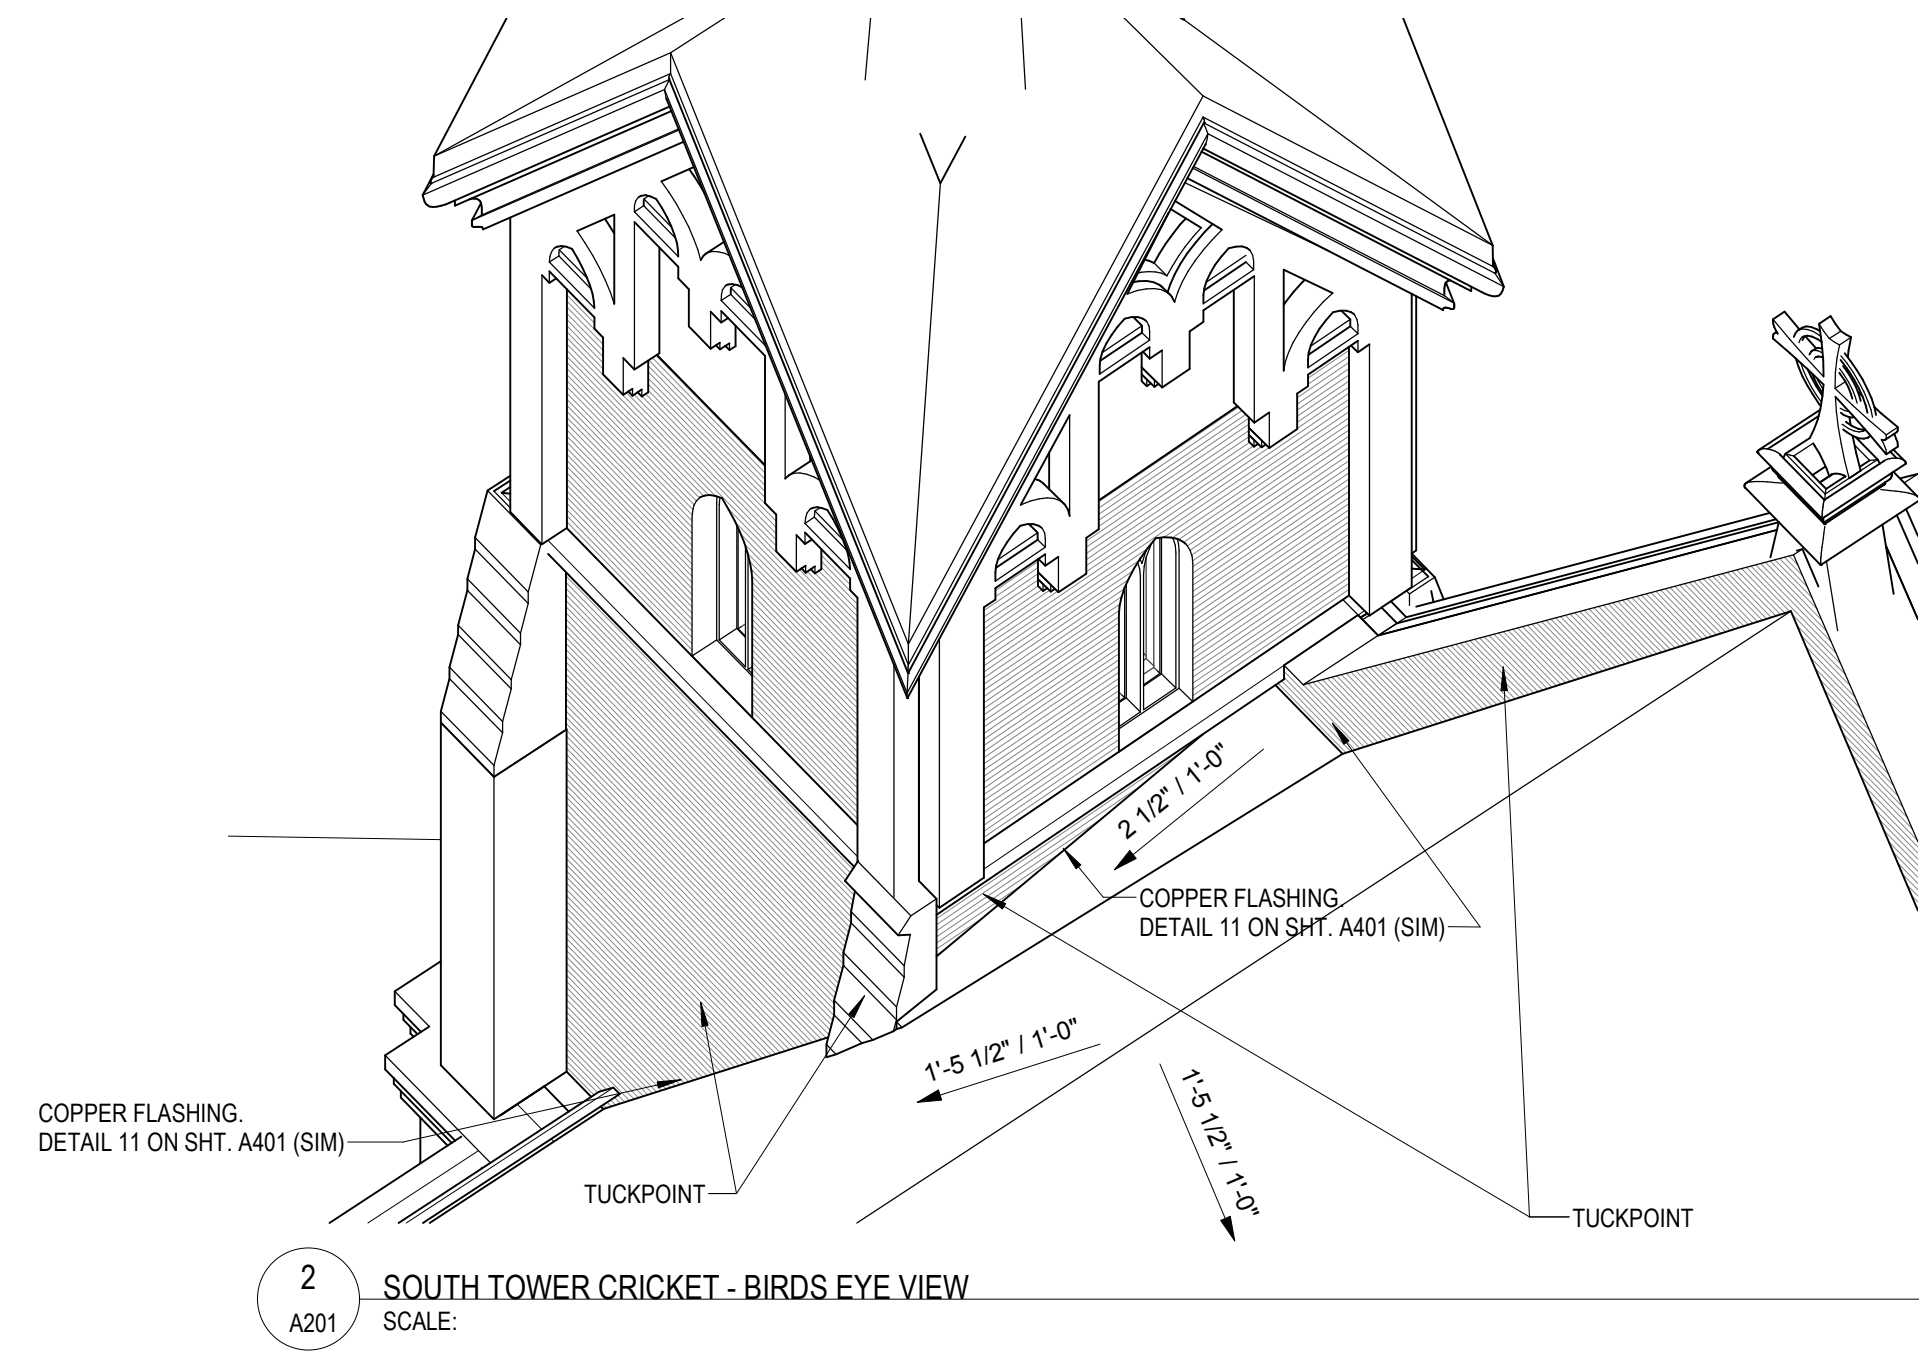 2 1/2" / 1'-0"
COPPER FLASHING.
DETAIL 11 ON SHT. A401 (SIM)
1'-5 1/2" / 1'-0"
1'-5 1/2" / 1'-0"
COPPER FLASHING.
DETAIL 11 ON SHT. A401 (SIM)
TUCKPOINT
TUCKPOINT
2
A201
SOUTH TOWER CRICKET - BIRDS EYE VIEW
SCALE: